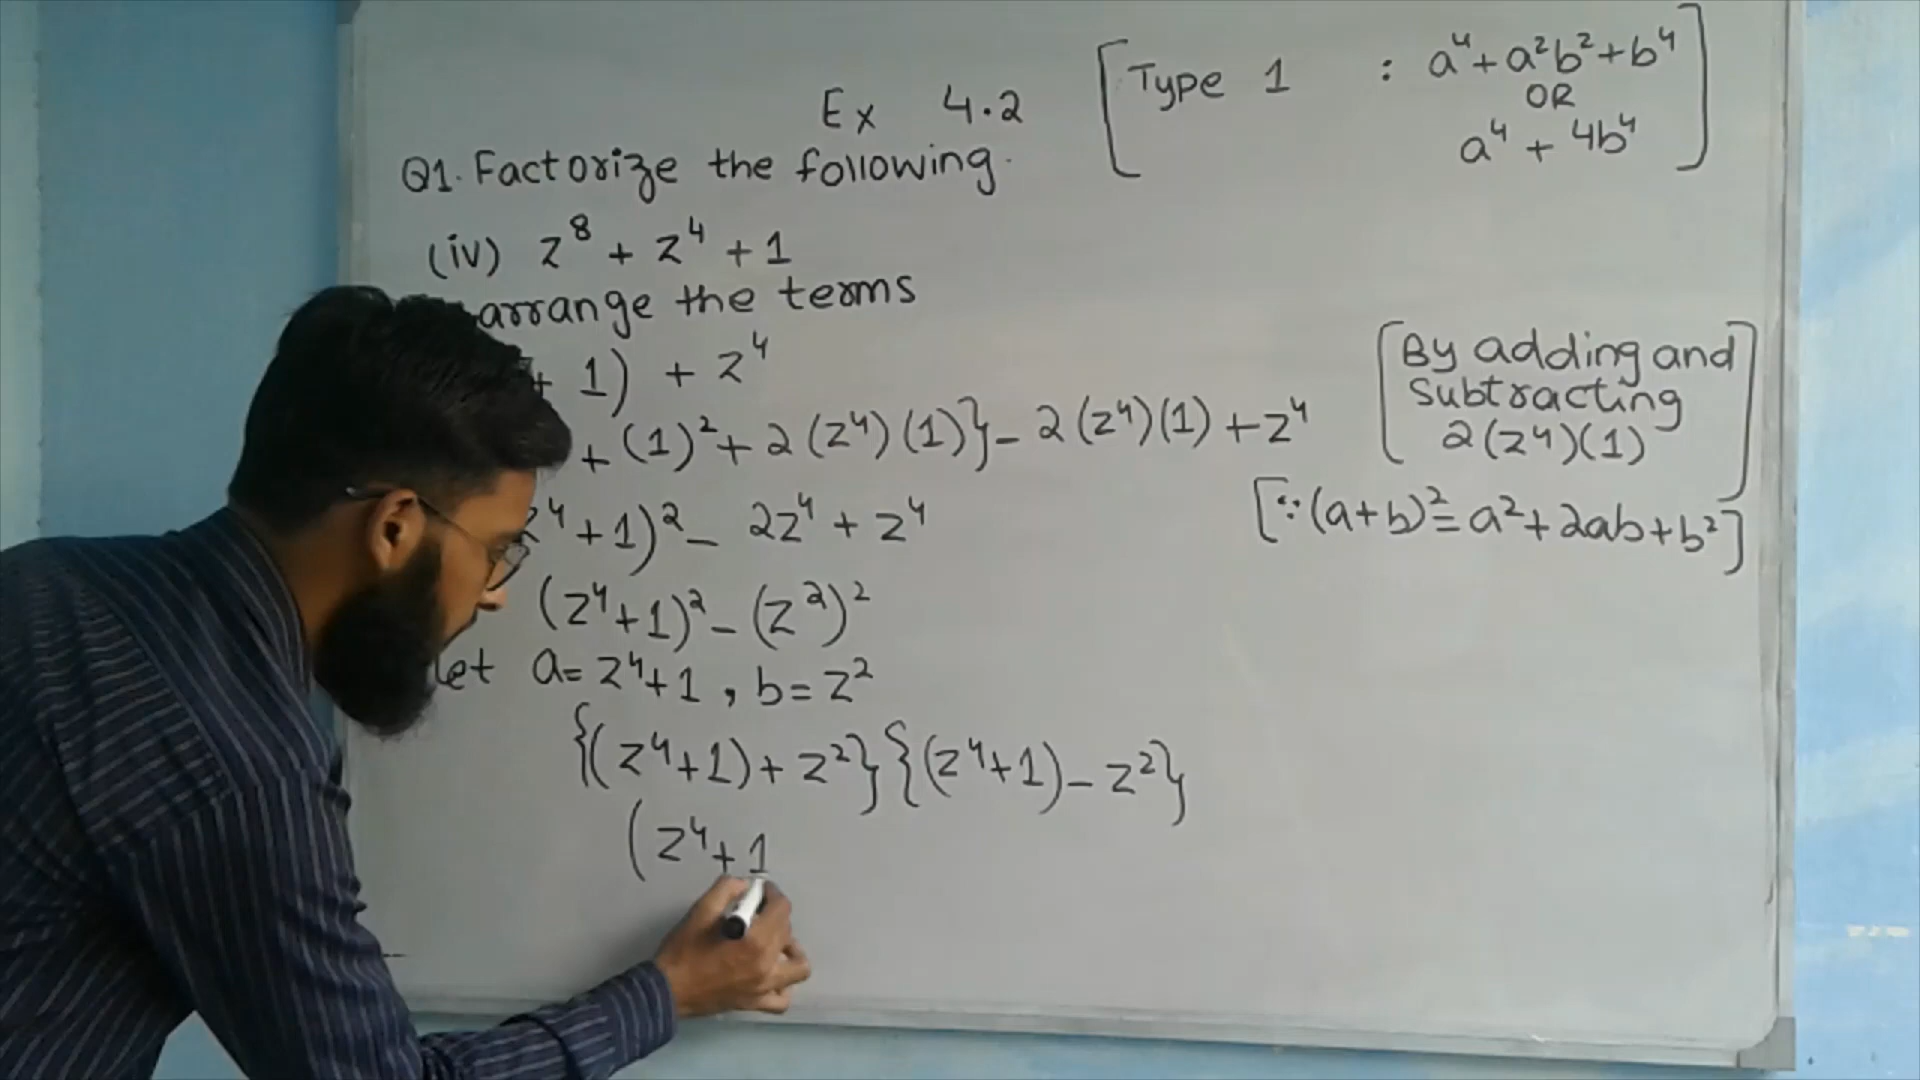 Ex 4.2
[Type 1 : a⁴+a²b²+b⁴
OR
a⁴ + 4b⁴]
Q1. Factorize the following.
(iv) z⁸ + z⁴ + 1
arrange the terms
+ 1) + z⁴
+ (1)²+ 2(z⁴)(1)} - 2(z⁴)(1) + z⁴
[By adding and
subtracting
2(z⁴)(1)]
⁴+1)² - 2z⁴ + z⁴
[∵(a+b)²=a²+2ab+b²]
(z⁴+1)² - (z²)²
let a=z⁴+1, b=z²
{(z⁴+1)+z²}{(z⁴+1)-z²}
(z⁴+1